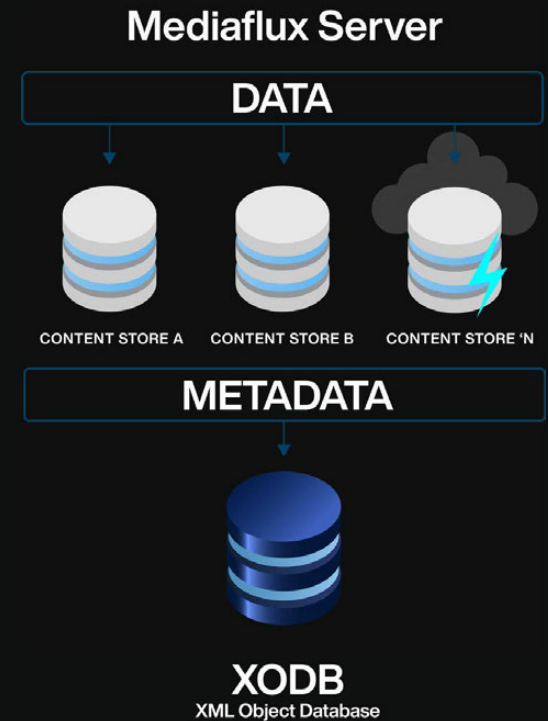 Mediaflux Server
DATA
CONTENT STORE A
CONTENT STORE B
CONTENT STORE ‘N
METADATA
XODB
XML Object Database